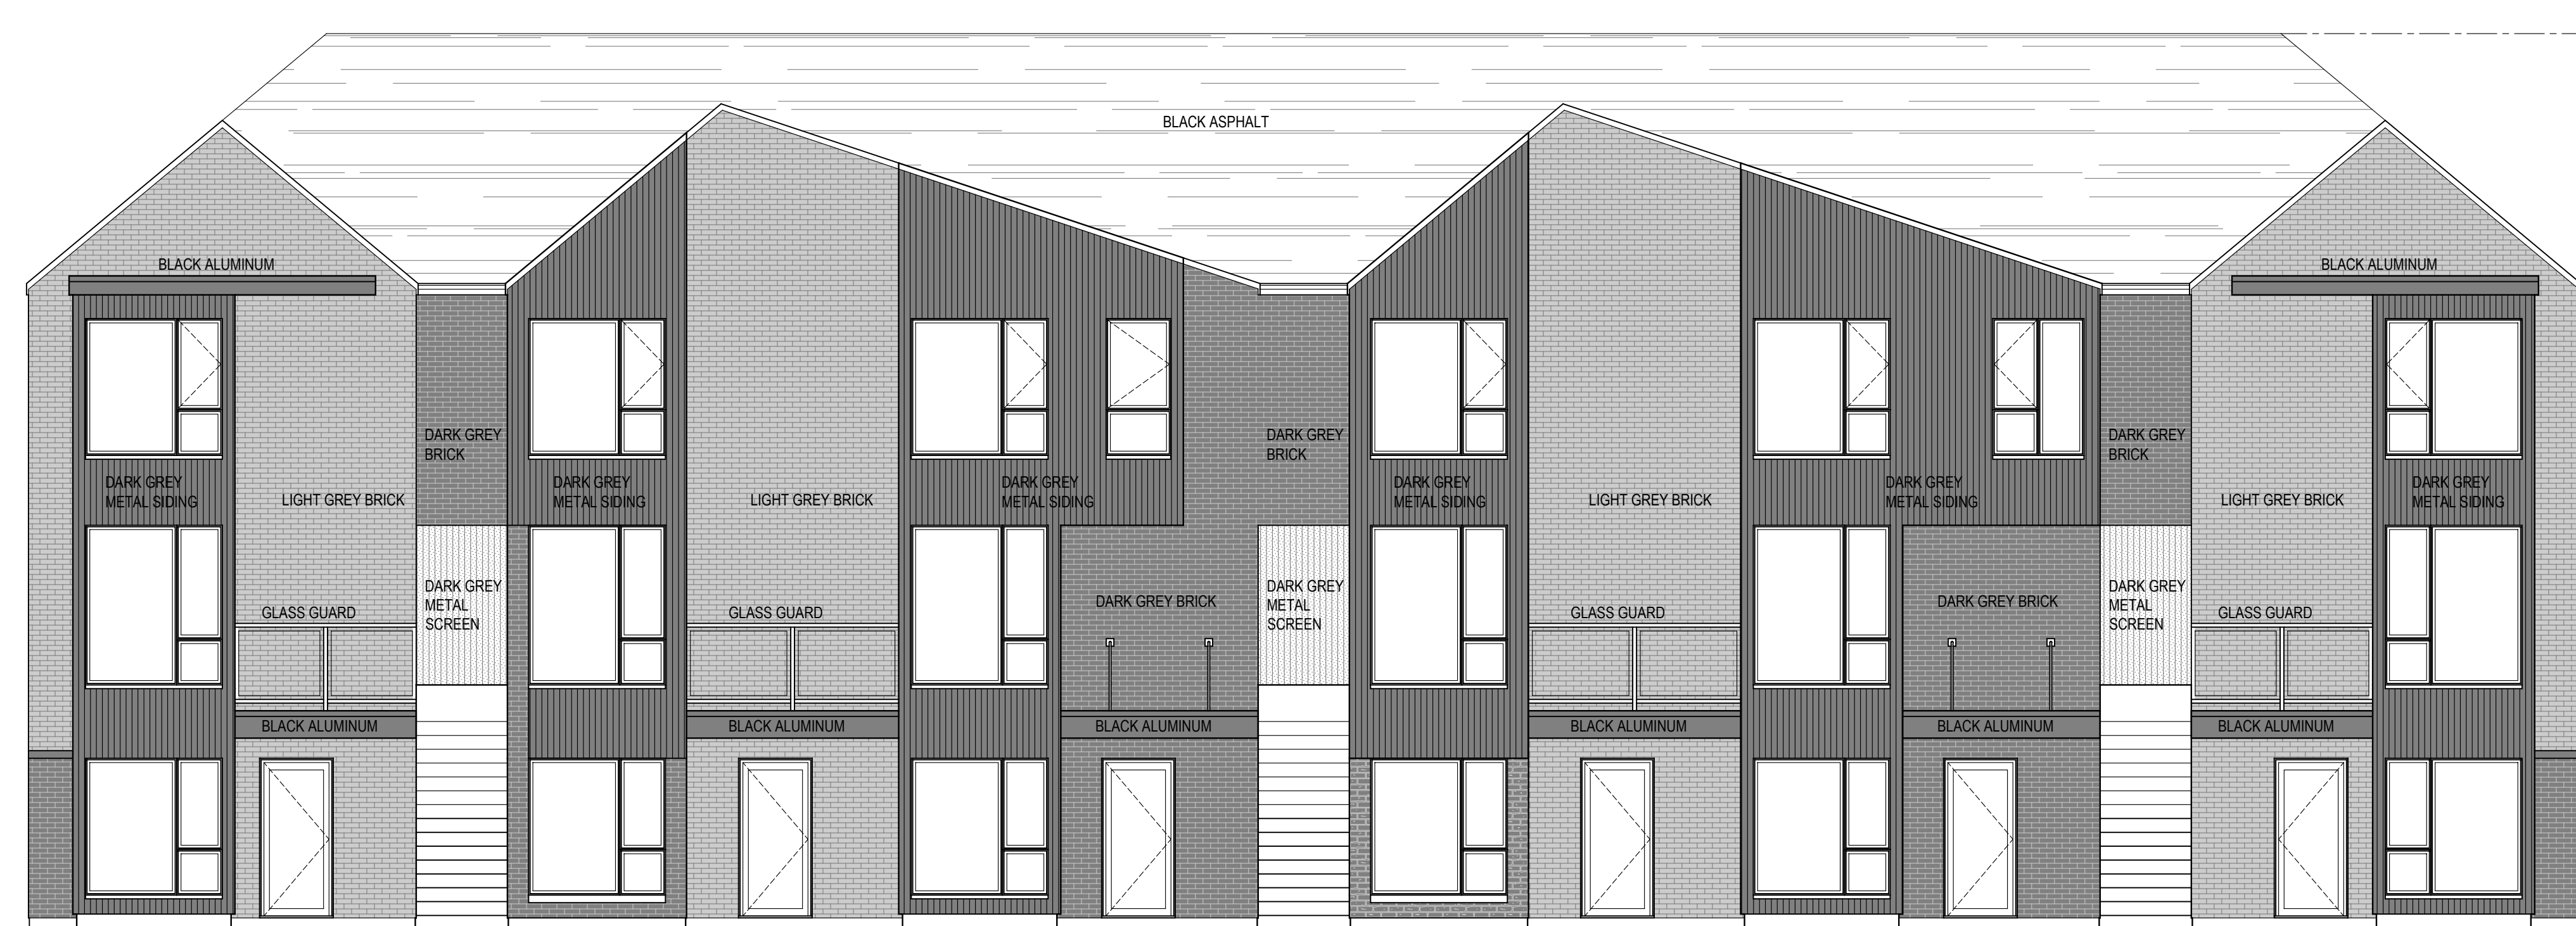 BLACK ASPHALT
BLACK ALUMINUM
BLACK ALUMINUM
DARK GREY
BRICK
DARK GREY
BRICK
DARK GREY
BRICK
DARK GREY
METAL SIDING
LIGHT GREY BRICK
DARK GREY
METAL SIDING
LIGHT GREY BRICK
DARK GREY
METAL SIDING
DARK GREY
METAL SIDING
LIGHT GREY BRICK
DARK GREY
METAL SIDING
LIGHT GREY BRICK
DARK GREY
METAL SIDING
GLASS GUARD
DARK GREY
METAL
SCREEN
GLASS GUARD
DARK GREY BRICK
DARK GREY
METAL
SCREEN
GLASS GUARD
DARK GREY BRICK
DARK GREY
METAL
SCREEN
GLASS GUARD
BLACK ALUMINUM
BLACK ALUMINUM
BLACK ALUMINUM
BLACK ALUMINUM
BLACK ALUMINUM
BLACK ALUMINUM